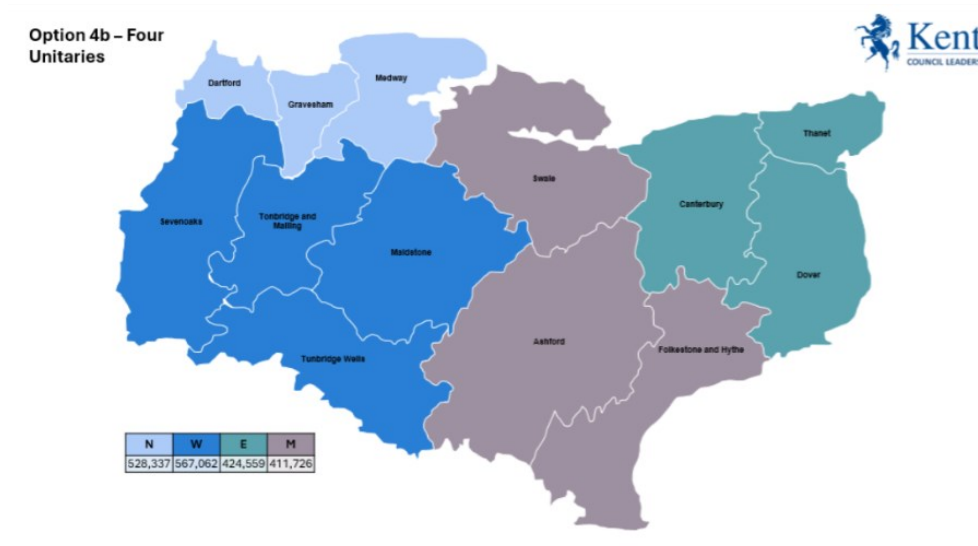 Option 4b – Four
Unitaries
Kent
COUNCIL LEADERS
Dartford
Gravesham
Medway
Thanet
Swale
Canterbury
Sevenoaks
Tonbridge and
Malling
Maidstone
Dover
Ashford
Folkestone and Hythe
Tunbridge Wells
N W E M
528,337 567,062 424,559 411,726